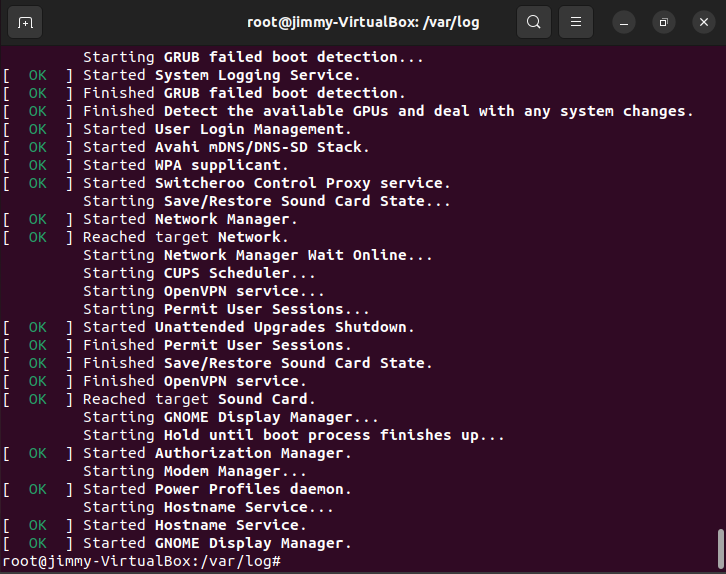 root@jimmy-VirtualBox: /var/log
Starting GRUB failed boot detection...
[  OK  ] Started System Logging Service.
[  OK  ] Finished GRUB failed boot detection.
[  OK  ] Finished Detect the available GPUs and deal with any system changes.
[  OK  ] Started User Login Management.
[  OK  ] Started Avahi mDNS/DNS-SD Stack.
[  OK  ] Started WPA supplicant.
[  OK  ] Started Switcheroo Control Proxy service.
Starting Save/Restore Sound Card State...
[  OK  ] Started Network Manager.
[  OK  ] Reached target Network.
Starting Network Manager Wait Online...
Starting CUPS Scheduler...
Starting OpenVPN service...
Starting Permit User Sessions...
[  OK  ] Started Unattended Upgrades Shutdown.
[  OK  ] Finished Permit User Sessions.
[  OK  ] Finished Save/Restore Sound Card State.
[  OK  ] Finished OpenVPN service.
[  OK  ] Reached target Sound Card.
Starting GNOME Display Manager...
Starting Hold until boot process finishes up...
[  OK  ] Started Authorization Manager.
Starting Modem Manager...
[  OK  ] Started Power Profiles daemon.
Starting Hostname Service...
[  OK  ] Started Hostname Service.
[  OK  ] Started GNOME Display Manager.
root@jimmy-VirtualBox:/var/log#